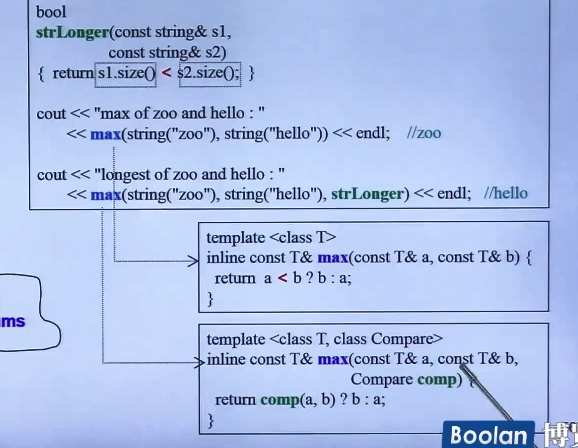 bool
strLonger(const string& s1,
const string& s2)
{ return s1.size() < s2.size(); }
cout << "max of zoo and hello : "
<< max(string("zoo"), string("hello")) << endl; //zoo
cout << "longest of zoo and hello : "
<< max(string("zoo"), string("hello"), strLonger) << endl; //hello
template <class T>
inline const T& max(const T& a, const T& b) {
return a < b ? b : a;
}
ms
template <class T, class Compare>
inline const T& max(const T& a, const T& b,
Compare comp) {
return comp(a, b) ? b : a;
}
Boolan 博